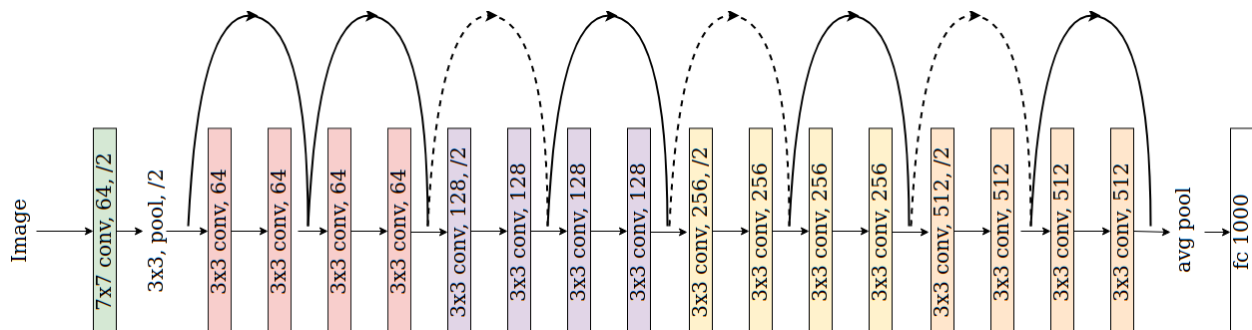 Image
7x7 conv, 64, /2
3x3, pool, /2
3x3 conv, 64
3x3 conv, 64
3x3 conv, 64
3x3 conv, 64
3x3 conv, 128, /2
3x3 conv, 128
3x3 conv, 128
3x3 conv, 128
3x3 conv, 256, /2
3x3 conv, 256
3x3 conv, 256
3x3 conv, 256
3x3 conv, 512, /2
3x3 conv, 512
3x3 conv, 512
3x3 conv, 512
avg pool
fc 1000